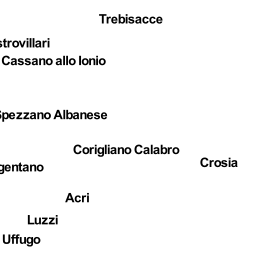 Trebisacce
strovillari
Cassano allo Ionio
Spezzano Albanese
Corigliano Calabro
Crosia
gentano
Acri
Luzzi
Uffugo